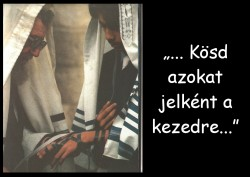 „... Kösd
azokat
jelként a
kezedre...”